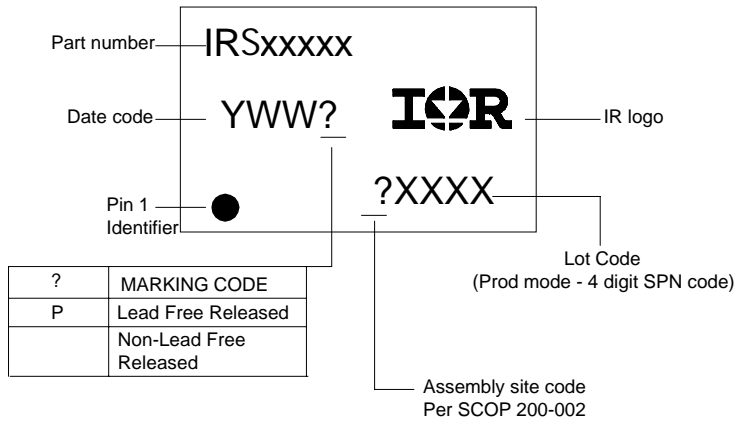 Part number
IRSxxxxx
Date code
YWW?
IOR
IR logo
Pin 1
Identifier
?XXXX
Lot Code
(Prod mode - 4 digit SPN code)
? MARKING CODE
P Lead Free Released
Non-Lead Free
Released
Assembly site code
Per SCOP 200-002